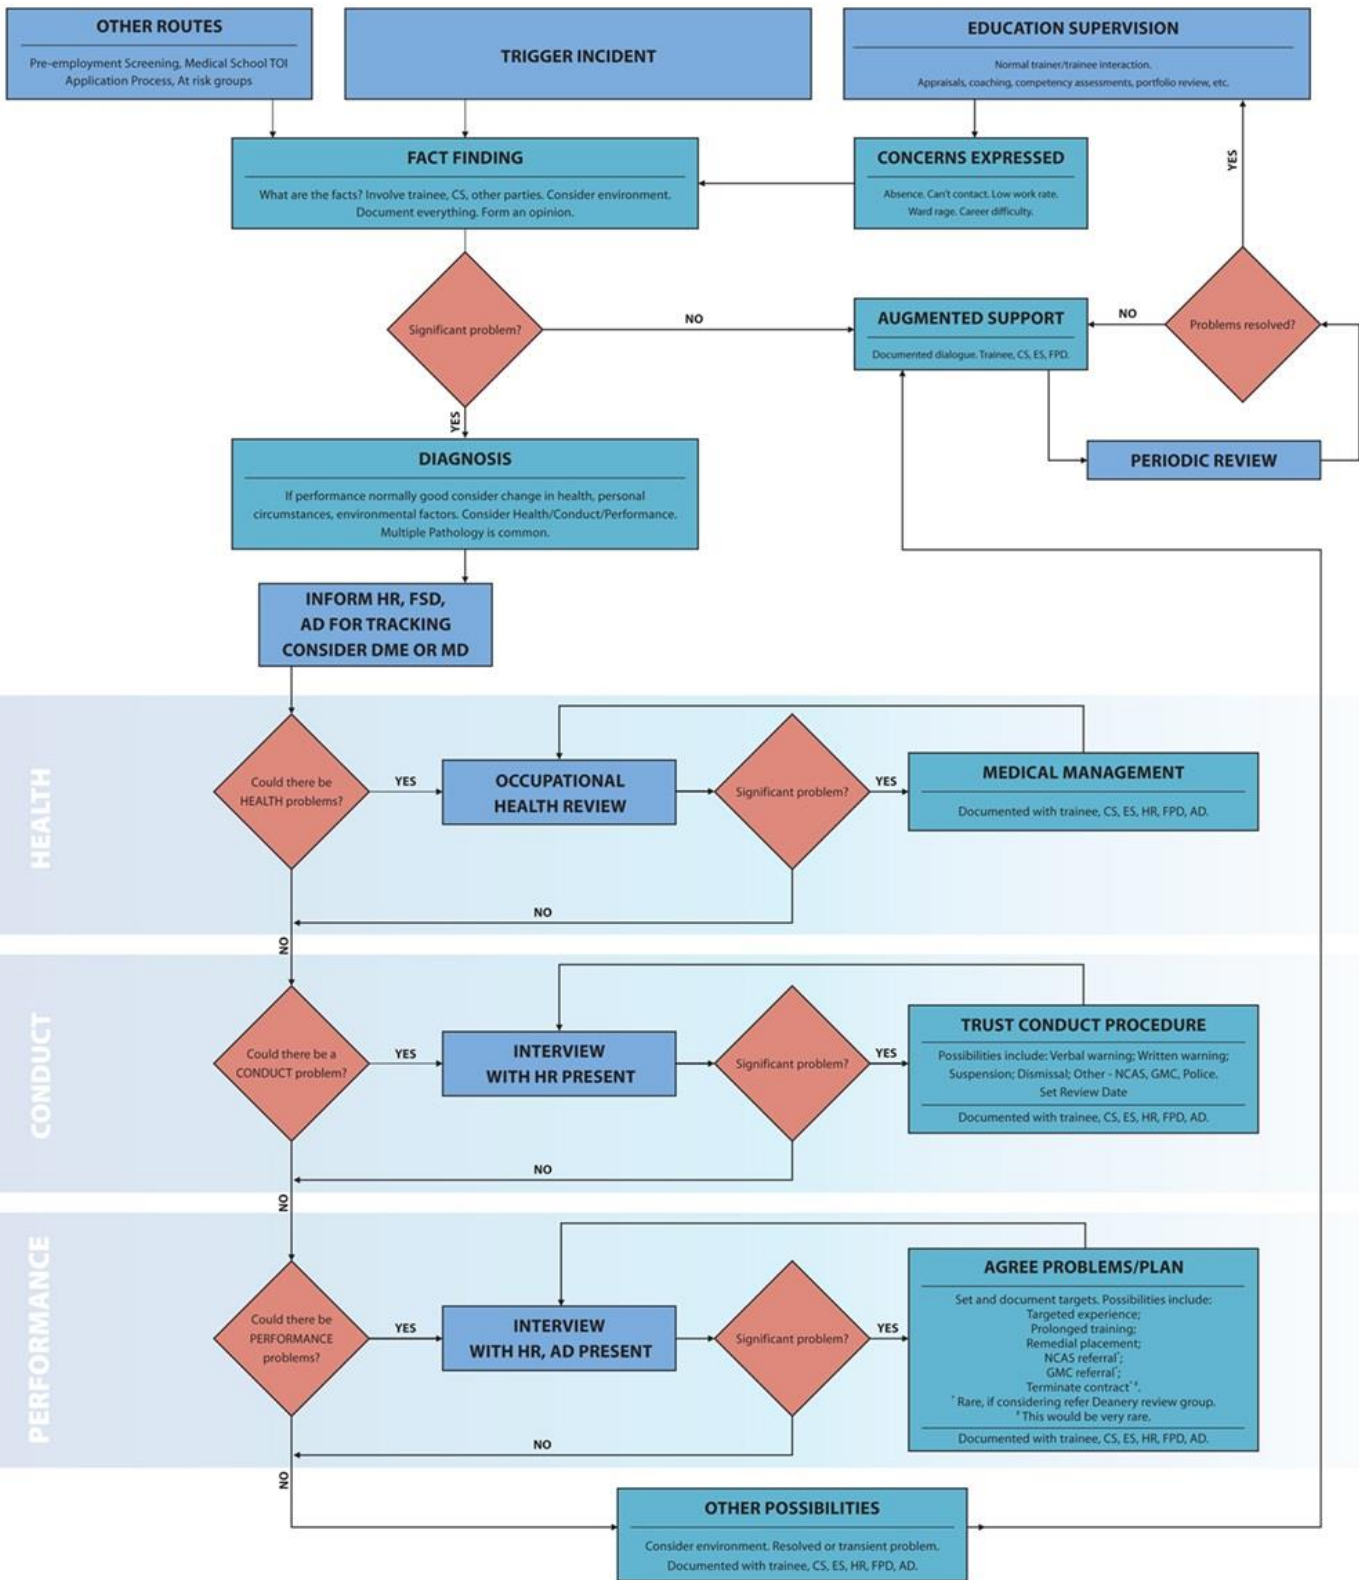 OTHER ROUTES
Pre-employment Screening, Medical School TOI
Application Process, At risk groups
TRIGGER INCIDENT
EDUCATION SUPERVISION
Normal trainer/trainee interaction.
Appraisals, coaching, competency assessments, portfolio review, etc.
FACT FINDING
What are the facts? Involve trainee, CS, other parties. Consider environment.
Document everything. Form an opinion.
CONCERNS EXPRESSED
Absence. Can't contact. Low work rate.
Ward rage. Career difficulty.
YES
Significant problem?
NO
AUGMENTED SUPPORT
Documented dialogue. Trainee, CS, ES, FPD.
NO
Problems resolved?
YES
PERIODIC REVIEW
DIAGNOSIS
If performance normally good consider change in health, personal
circumstances, environmental factors. Consider Health/Conduct/Performance.
Multiple Pathology is common.
INFORM HR, FSD,
AD FOR TRACKING
CONSIDER DME OR MD
HEALTH
Could there be
HEALTH problems?
YES
OCCUPATIONAL
HEALTH REVIEW
Significant problem?
YES
MEDICAL MANAGEMENT
Documented with trainee, CS, ES, HR, FPD, AD.
NO
NO
CONDUCT
Could there be a
CONDUCT problem?
YES
INTERVIEW
WITH HR PRESENT
Significant problem?
YES
TRUST CONDUCT PROCEDURE
Possibilities include: Verbal warning; Written warning;
Suspension; Dismissal; Other - NCAS, GMC, Police.
Set Review Date
Documented with trainee, CS, ES, HR, FPD, AD.
NO
NO
PERFORMANCE
Could there be
PERFORMANCE
problems?
YES
INTERVIEW
WITH HR, AD PRESENT
Significant problem?
YES
AGREE PROBLEMS/PLAN
Set and document targets. Possibilities include:
Targeted experience;
Prolonged training;
Remedial placement;
NCAS referral*;
GMC referral*;
Terminate contract* #.
* Rare, if considering refer Deanery review group.
# This would be very rare.
Documented with trainee, CS, ES, HR, FPD, AD.
NO
NO
OTHER POSSIBILITIES
Consider environment. Resolved or transient problem.
Documented with trainee, CS, ES, HR, FPD, AD.